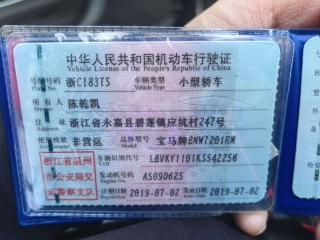 中华人民共和国机动车行驶证
Vehicle License of the People's Republic of China
号牌号码 浙C183TS 车辆类型 小型轿车
Plate No. Vehicle Type
所有人 陈乾凯
Owner
住址 浙江省永嘉县碧莲镇应坑村247号
Address
使用性质 非营运 品牌型号 宝马牌BMW7201RM
Model
浙江省温州 车辆识别代号 LBVKY1101KSS42256
VIN
市公安局交 发动机号码 A509D625
Engine No.
通警察支队 注册日期 2019-07-02 发证日期 2019-07-02
Register Date Issue Date